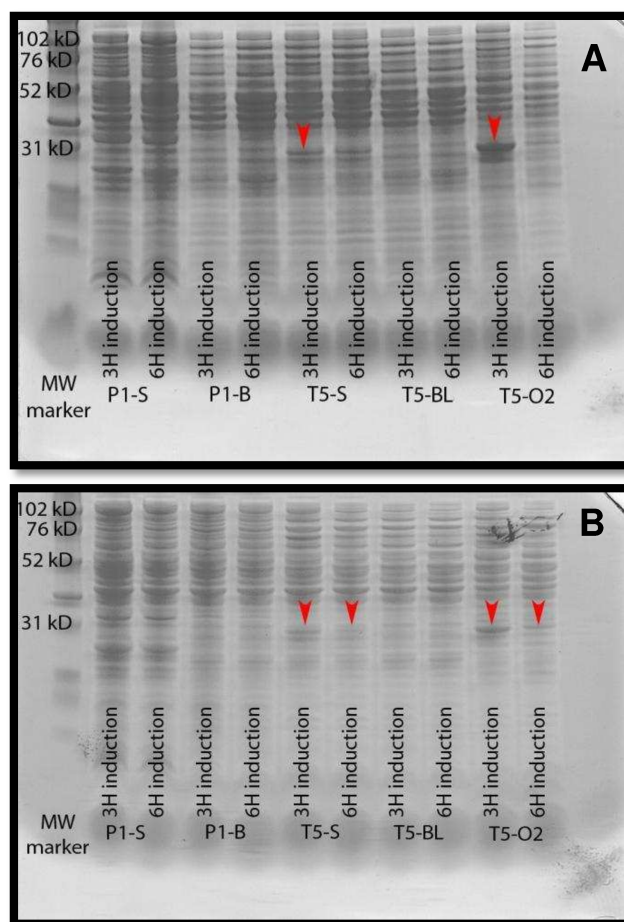 A
102 kD
76 kD
52 kD
31 kD
3H induction
6H induction
3H induction
6H induction
3H induction
6H induction
3H induction
6H induction
3H induction
6H induction
MW
marker
P1-S
P1-B
T5-S
T5-BL
T5-O2
B
102 kD
76 kD
52 kD
31 kD
3H induction
6H induction
3H induction
6H induction
3H induction
6H induction
3H induction
6H induction
3H induction
6H induction
MW
marker
P1-S
P1-B
T5-S
T5-BL
T5-O2